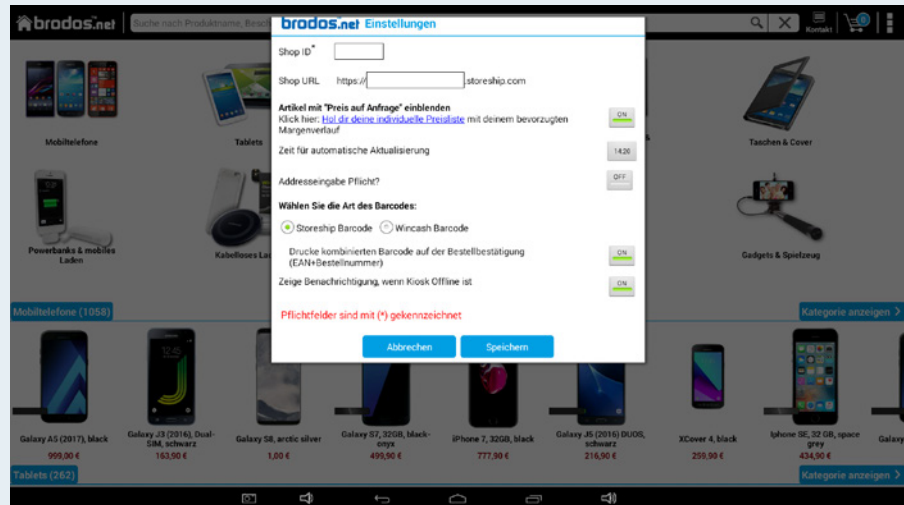 brodos.net
Suche nach Produktname, Besch
Kontakt
0
brodos.net Einstellungen
Shop ID*
Shop URL https:// .storeship.com
Artikel mit "Preis auf Anfrage" einblenden
Klick hier: Hol dir deine individuelle Preisliste mit deinem bevorzugten
Margenverlauf
ON
Zeit für automatische Aktualisierung
14:26
Addresseingabe Pflicht?
OFF
Wählen Sie die Art des Barcodes:
Storeship Barcode Wincash Barcode
Drucke kombinierten Barcode auf der Bestellbestätigung
(EAN+Bestellnummer)
ON
Zeige Benachrichtigung, wenn Kiosk Offline ist
ON
Pflichtfelder sind mit (*) gekennzeichnet
Abbrechen Speichern
Mobiltelefone
Tablets
Taschen & Cover
Powerbanks & mobiles
Laden
Kabelloses La
Gadgets & Spielzeug
Mobiltelefone (1058)
Kategorie anzeigen >
Galaxy A5 (2017), black
999,00 €
Galaxy J3 (2016), Dual-
SIM, schwarz
163,90 €
Galaxy S8, arctic silver
1,00 €
Galaxy S7, 32GB, black-
onyx
499,90 €
iPhone 7, 32GB, black
777,90 €
Galaxy J5 (2016) DUOS,
schwarz
216,90 €
XCover 4, black
259,90 €
Iphone SE, 32 GB, space
grey
434,90 €
Galaxy
Tablets (262)
Kategorie anzeigen >